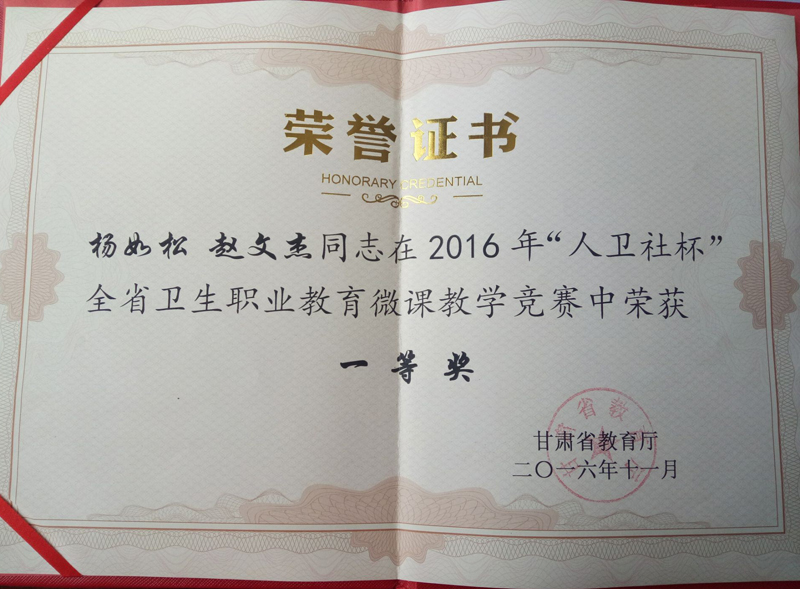 荣誉证书
HONORARY CREDENTIAL
杨如松 赵文杰同志在2016年“人卫社杯”
全省卫生职业教育微课教学竞赛中荣获
一等奖
甘肃省教育厅
二〇一六年十一月